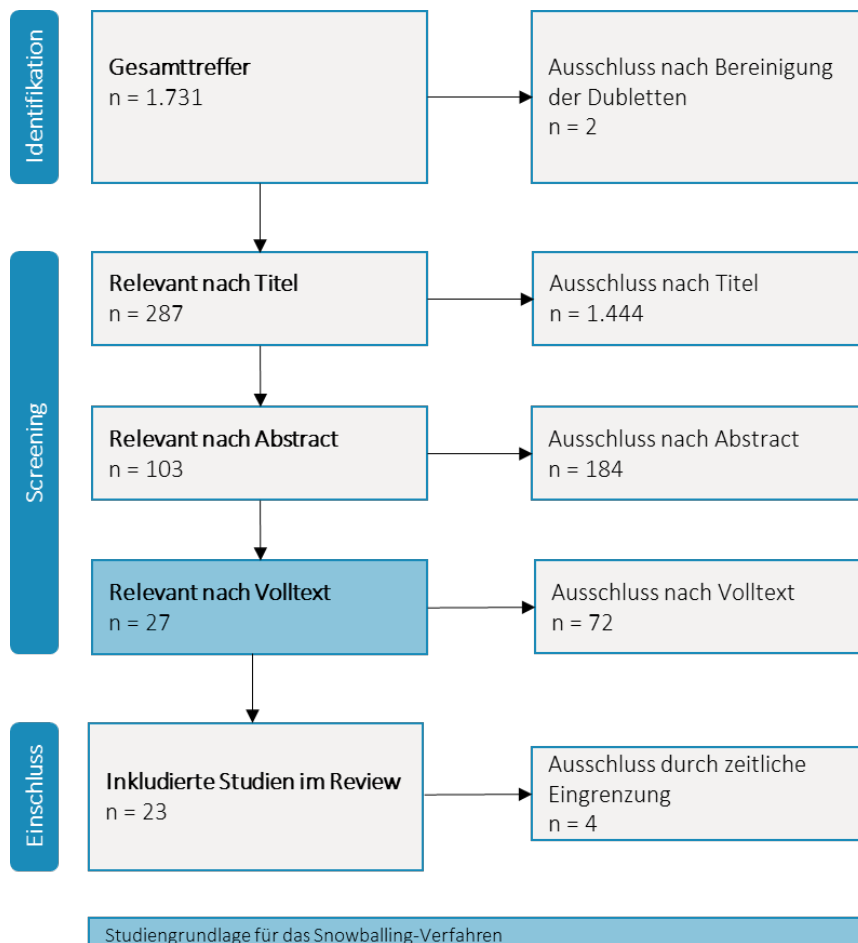 Identifikation
Gesamttreffer
n = 1.731
Ausschluss nach Bereinigung
der Dubletten
n = 2
Screening
Relevant nach Titel
n = 287
Ausschluss nach Titel
n = 1.444
Relevant nach Abstract
n = 103
Ausschluss nach Abstract
n = 184
Relevant nach Volltext
n = 27
Ausschluss nach Volltext
n = 72
Einschluss
Inkludierte Studien im Review
n = 23
Ausschluss durch zeitliche
Eingrenzung
n = 4
Studiengrundlage für das Snowballing-Verfahren